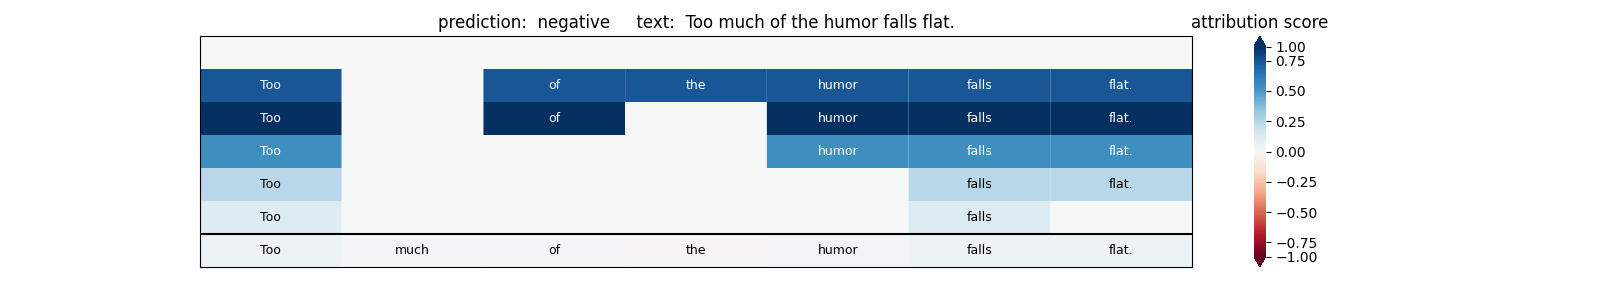 prediction:  negative     text:  Too much of the humor falls flat.
attribution score
Too of the humor falls flat.
Too of humor falls flat.
Too humor falls flat.
Too falls flat.
Too falls
Too much of the humor falls flat.
1.00
0.75
0.50
0.25
0.00
−0.25
−0.50
−0.75
−1.00